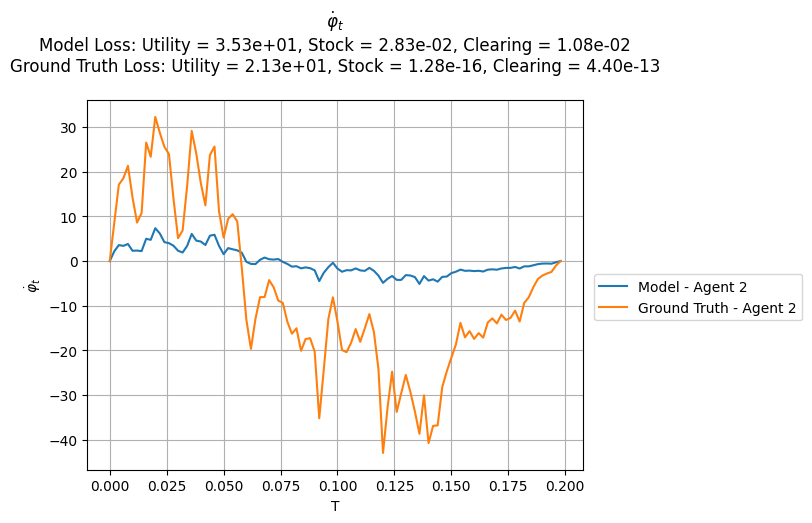 φ̇ₜ
Model Loss: Utility = 3.53e+01, Stock = 2.83e-02, Clearing = 1.08e-02
Ground Truth Loss: Utility = 2.13e+01, Stock = 1.28e-16, Clearing = 4.40e-13
φ̇ₜ
30
20
10
0
−10
−20
−30
−40
0.000
0.025
0.050
0.075
0.100
0.125
0.150
0.175
0.200
T
Model - Agent 2
Ground Truth - Agent 2